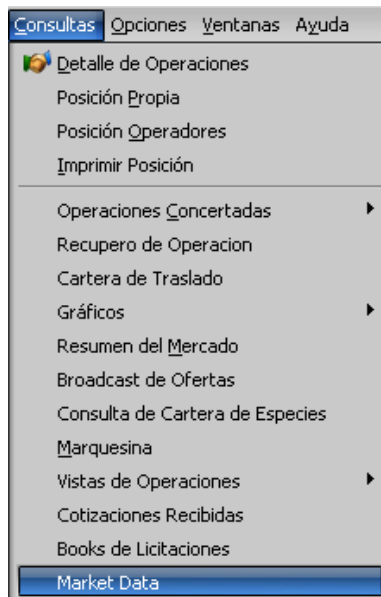 Consultas Opciones Ventanas Ayuda
Detalle de Operaciones
Posición Propia
Posición Operadores
Imprimir Posición
Operaciones Concertadas
Recupero de Operacion
Cartera de Traslado
Gráficos
Resumen del Mercado
Broadcast de Ofertas
Consulta de Cartera de Especies
Marquesina
Vistas de Operaciones
Cotizaciones Recibidas
Books de Licitaciones
Market Data